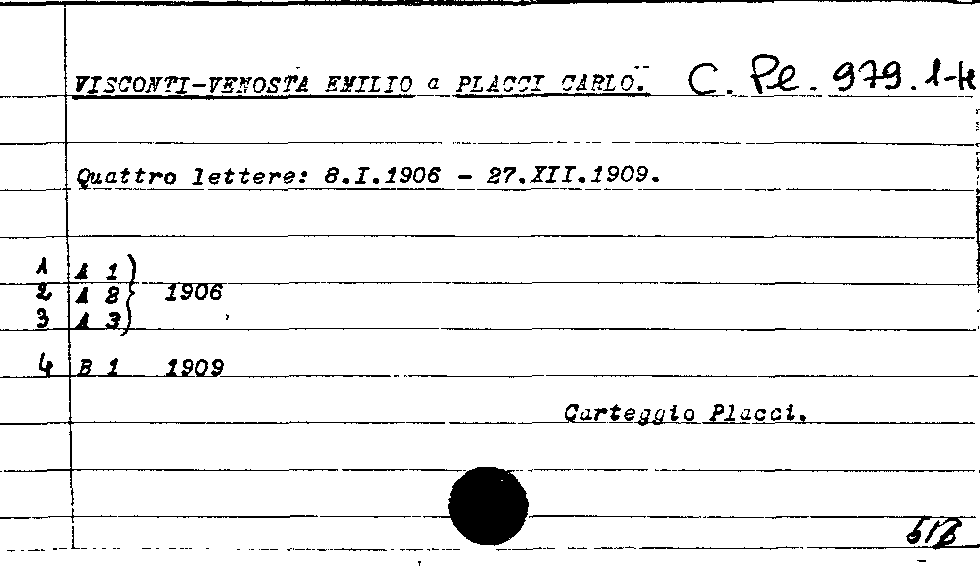 VISCONTI-VENOSTA EMILIO a PLACCI CARLO. C. Pl. 979.1-4
Quattro lettere: 8.I.1906 - 27.XII.1909.
1 A 1
2 A 2 } 1906
3 A 3
4 B 1 1909
Carteggio Placci.